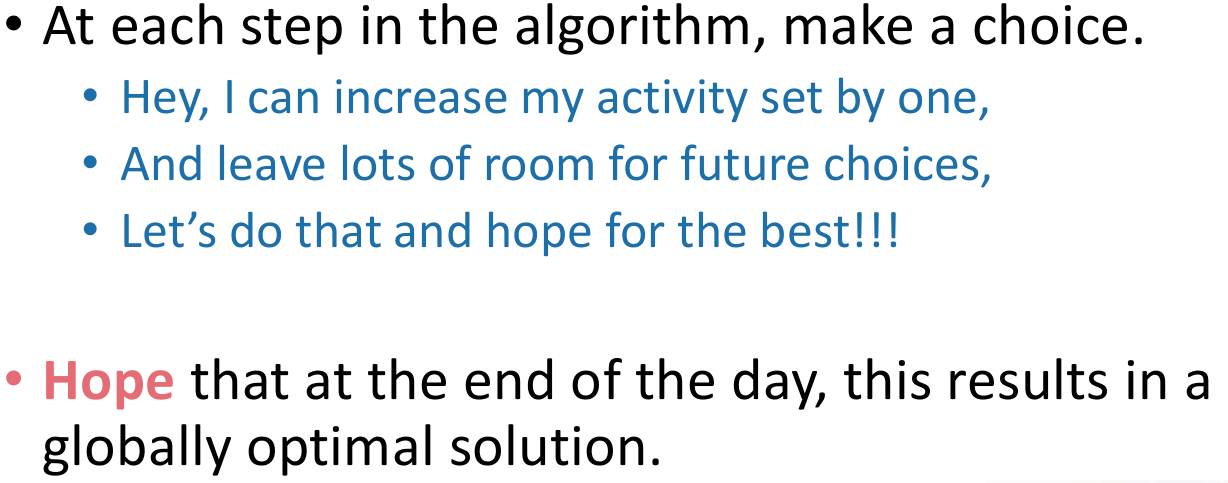 • At each step in the algorithm, make a choice.
• Hey, I can increase my activity set by one,
• And leave lots of room for future choices,
• Let’s do that and hope for the best!!!
• Hope that at the end of the day, this results in a
globally optimal solution.